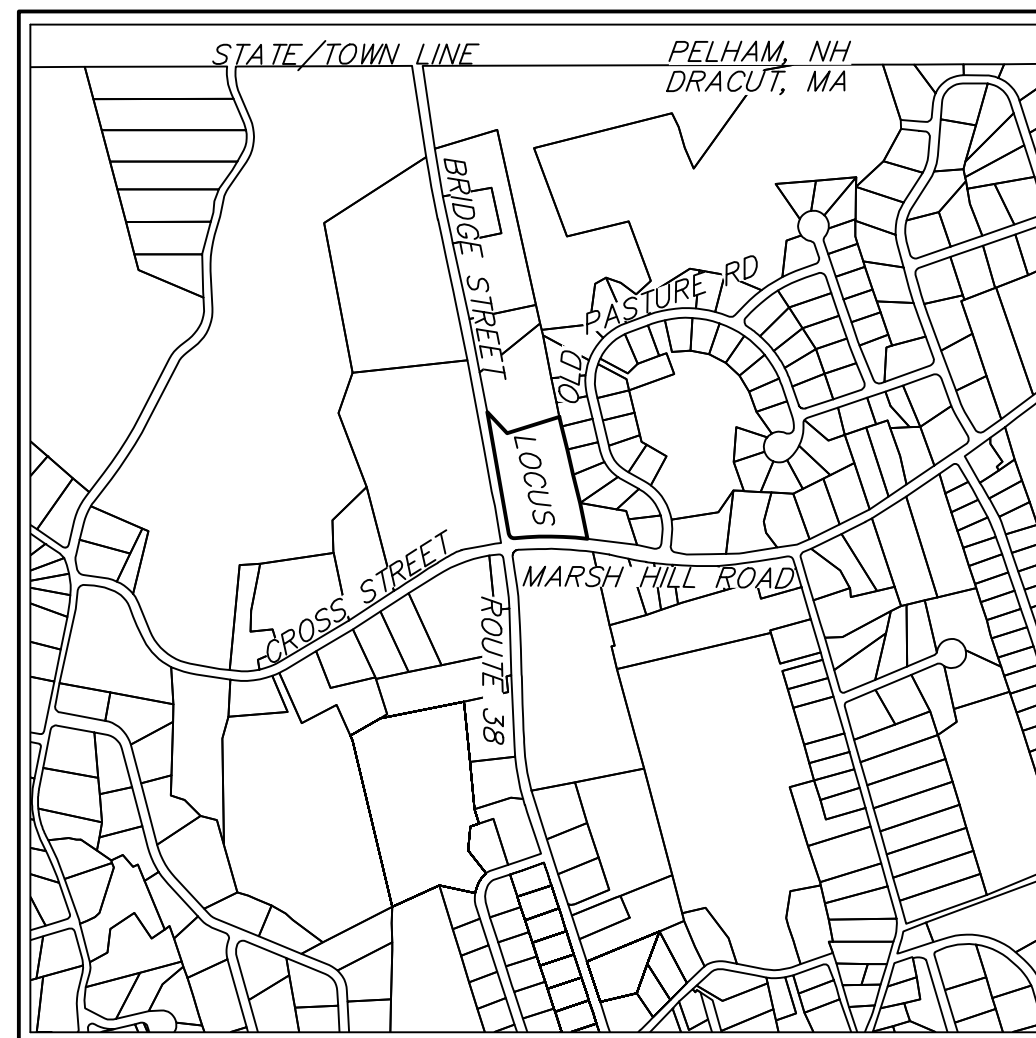 STATE/TOWN LINE
PELHAM, NH
DRACUT, MA
BRIDGE STREET
OLD PASTURE RD
LOCUS
CROSS STREET
MARSH HILL ROAD
ROUTE 38